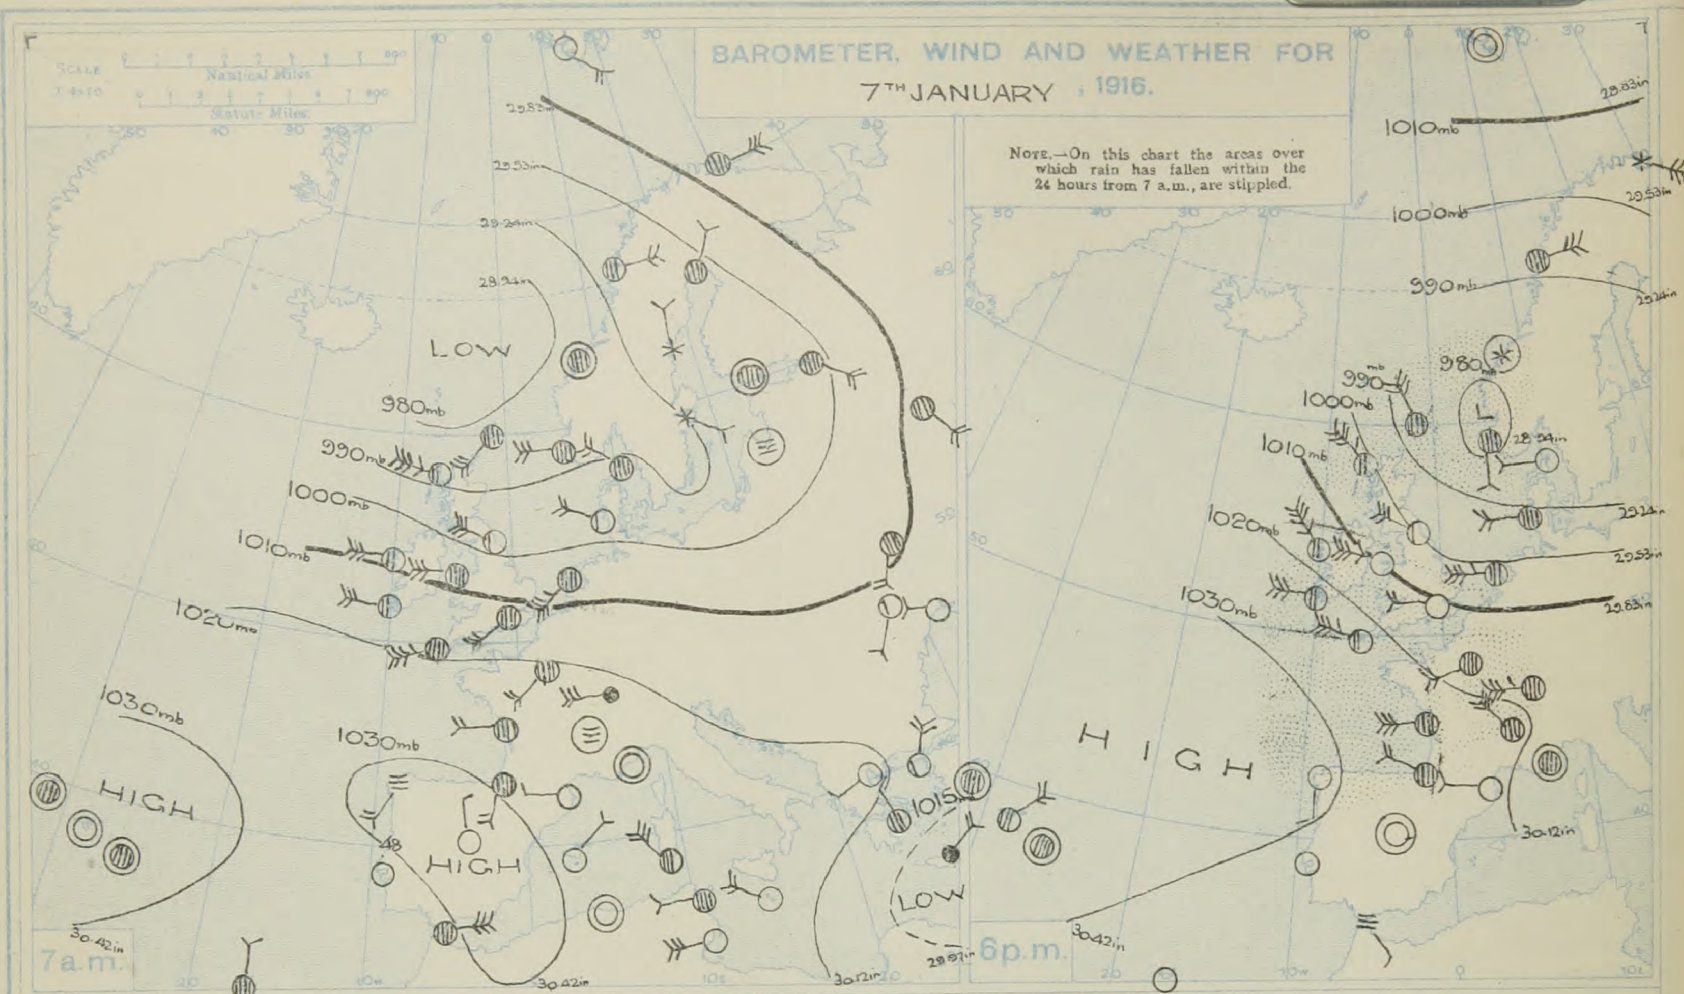 BAROMETER, WIND AND WEATHER FOR
7TH JANUARY, 1916.
SCALE
Nautical Miles
Statute Miles.
NOTE.—On this chart the areas over
which rain has fallen within the
24 hours from 7 a.m., are stippled.
29.83in
29.53in
29.24in
28.94in
LOW
980mb
990mb
1000mb
1010mb
1020mb
1030mb
HIGH
30.42in
1030mb
48
HIGH
30.42in
1015
LOW
29.97in
30.12in
7a.m.
29.83in
1010mb
29.53in
1000mb
990mb
29.24in
980mb
990mb
1000mb
L
28.94in
1010mb
1020mb
29.24in
29.53in
1030mb
29.83in
HIGH
30.12in
30.42in
6p.m.